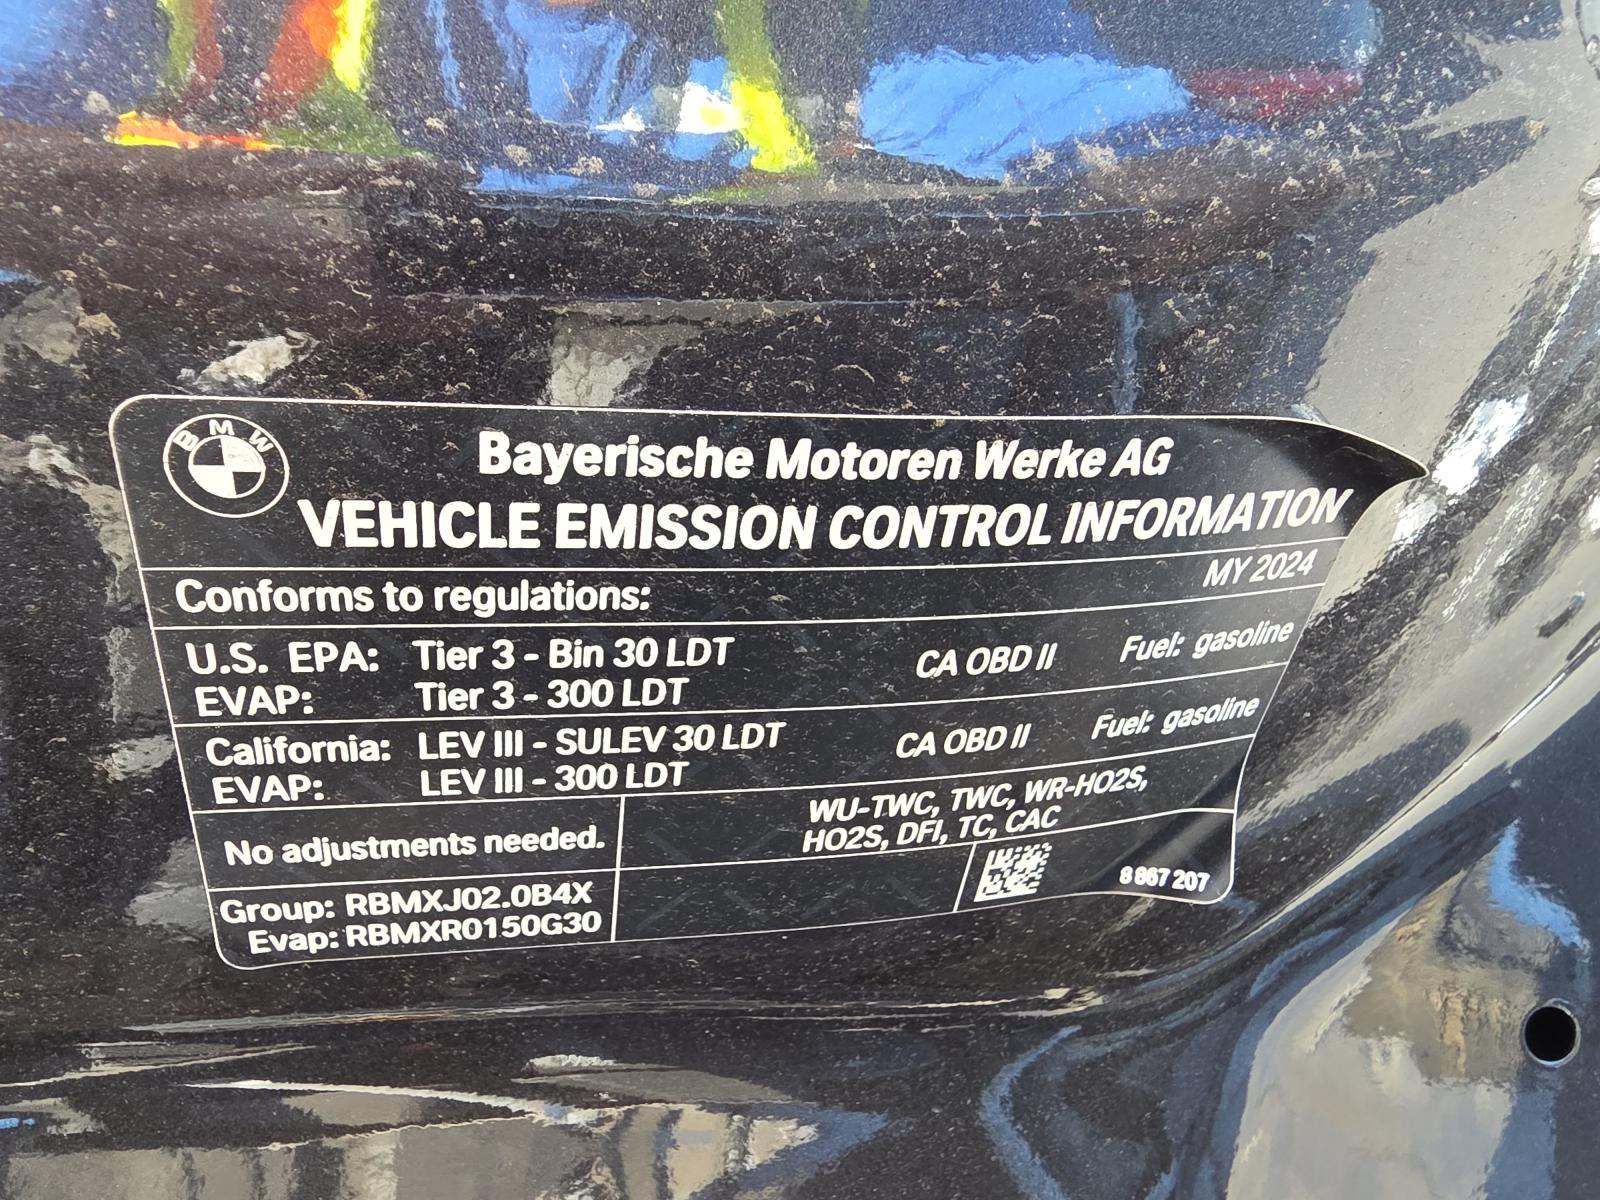 BMW
Bayerische Motoren Werke AG
VEHICLE EMISSION CONTROL INFORMATION
Conforms to regulations: MY 2024
U.S. EPA: Tier 3 - Bin 30 LDT CA OBD II Fuel: gasoline
EVAP: Tier 3 - 300 LDT
California: LEV III - SULEV 30 LDT CA OBD II Fuel: gasoline
EVAP: LEV III - 300 LDT
No adjustments needed.
WU-TWC, TWC, WR-HO2S,
HO2S, DFI, TC, CAC
Group: RBMXJ02.0B4X
Evap: RBMXR0150G30
8 867 207